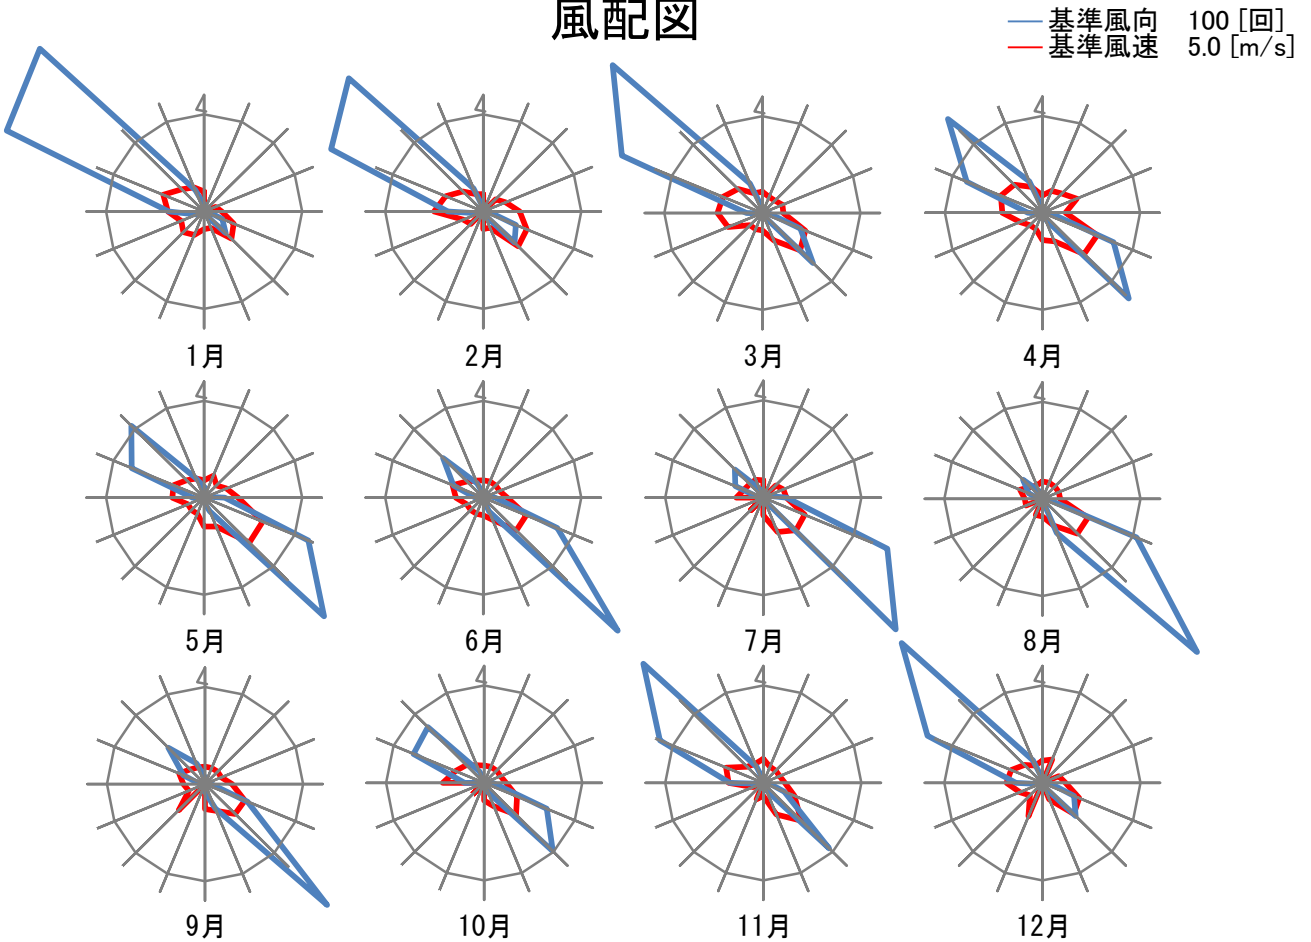 風配図
基準風向 100 [回]
基準風速 5.0 [m/s]
1月
2月
3月
4月
5月
6月
7月
8月
9月
10月
11月
12月